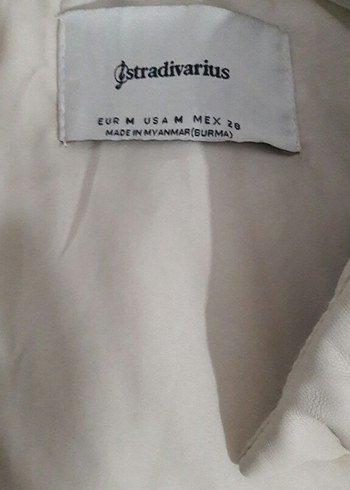 stradivarius
EUR M USA M MEX 28
MADE IN MYANMAR(BURMA)